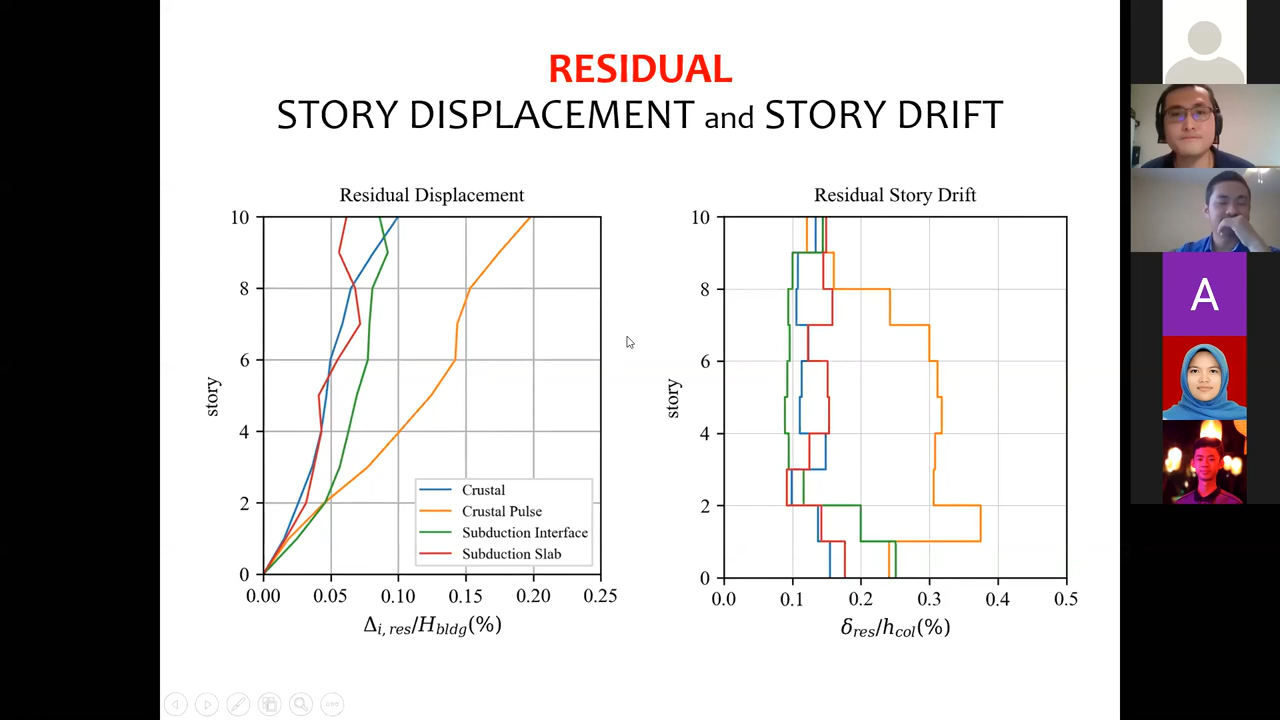 RESIDUAL
STORY DISPLACEMENT and STORY DRIFT
Residual Displacement
10
8
6
4
2
0
story
0.00 0.05 0.10 0.15 0.20 0.25
Δi,res/Hbldg(%)
Crustal
Crustal Pulse
Subduction Interface
Subduction Slab
Residual Story Drift
10
8
6
4
2
0
story
0.0 0.1 0.2 0.3 0.4 0.5
δres/hcol(%)
A